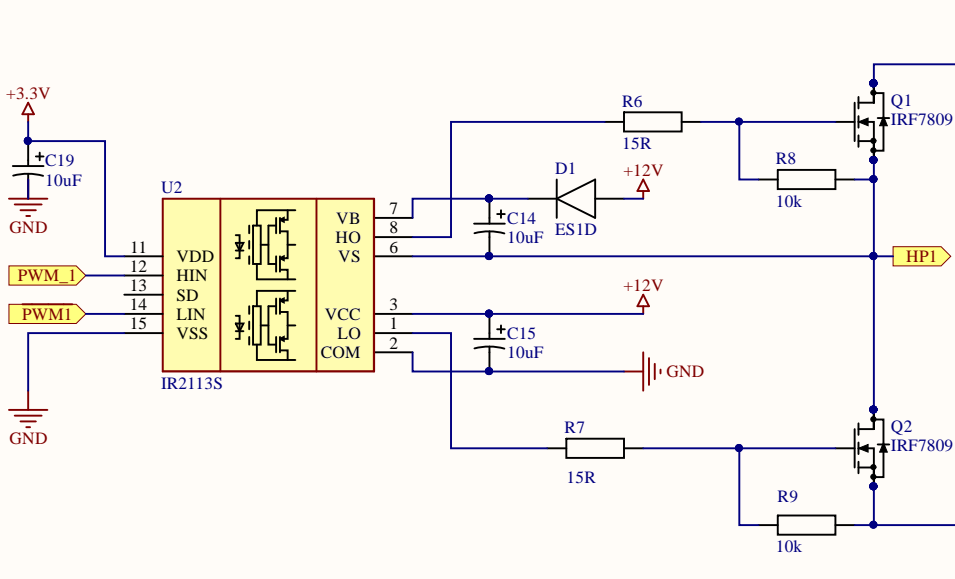 +3.3V
C19
10uF
GND
U2
11
VDD
12
HIN
13
SD
14
LIN
15
VSS
PWM_1
PWM1
GND
IR2113S
VB
7
HO
8
VS
6
VCC
3
LO
1
COM
2
R6
15R
D1
ES1D
+12V
C14
10uF
+12V
C15
10uF
GND
R7
15R
R8
10k
Q1
IRF7809
HP1
Q2
IRF7809
R9
10k